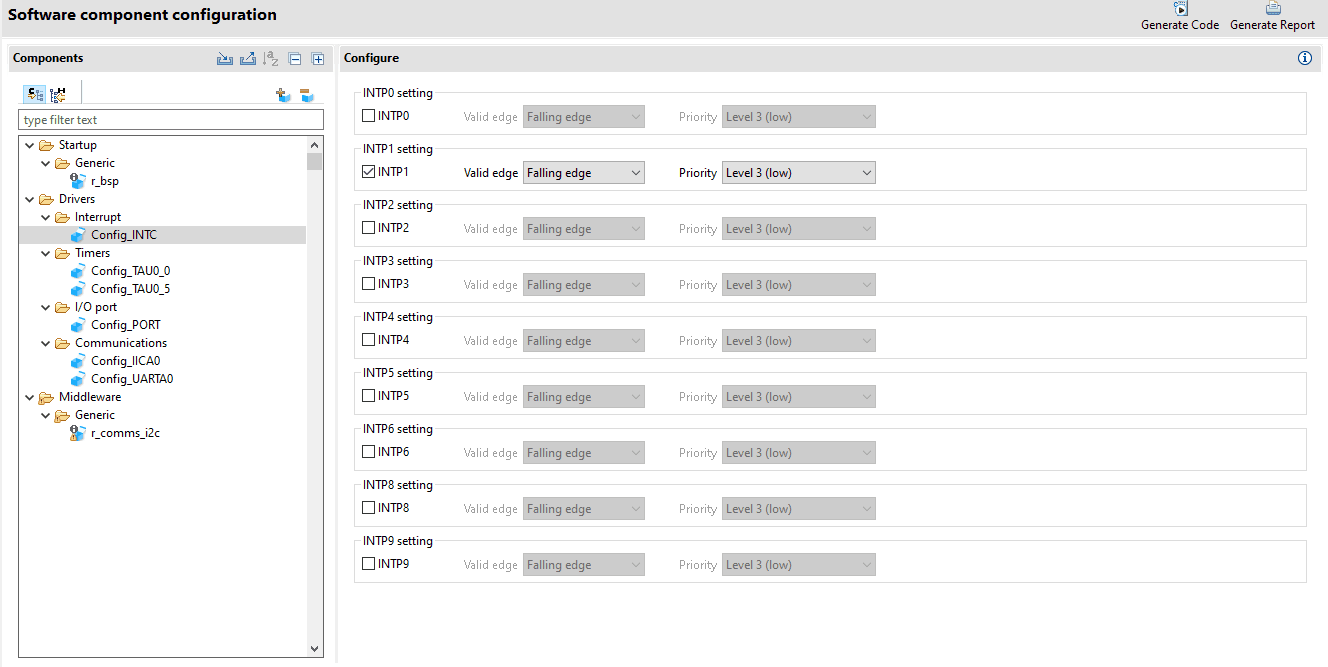 Software component configuration
Generate Code Generate Report
Components
type filter text
Startup
Generic
r_bsp
Drivers
Interrupt
Config_INTC
Timers
Config_TAU0_0
Config_TAU0_5
I/O port
Config_PORT
Communications
Config_IICA0
Config_UARTA0
Middleware
Generic
r_comms_i2c
Configure
INTP0 setting
INTP0 Valid edge Falling edge Priority Level 3 (low)
INTP1 setting
INTP1 Valid edge Falling edge Priority Level 3 (low)
INTP2 setting
INTP2 Valid edge Falling edge Priority Level 3 (low)
INTP3 setting
INTP3 Valid edge Falling edge Priority Level 3 (low)
INTP4 setting
INTP4 Valid edge Falling edge Priority Level 3 (low)
INTP5 setting
INTP5 Valid edge Falling edge Priority Level 3 (low)
INTP6 setting
INTP6 Valid edge Falling edge Priority Level 3 (low)
INTP8 setting
INTP8 Valid edge Falling edge Priority Level 3 (low)
INTP9 setting
INTP9 Valid edge Falling edge Priority Level 3 (low)